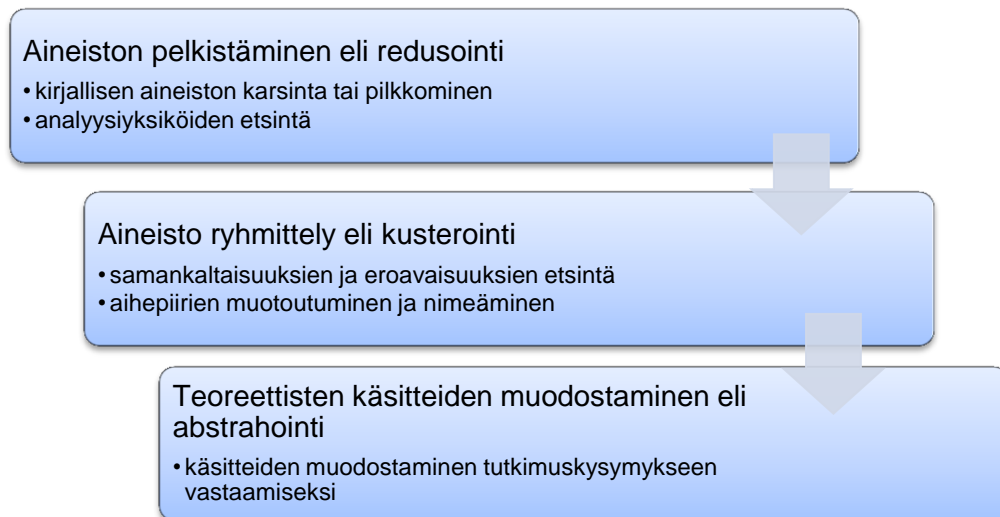 Aineiston pelkistäminen eli redusointi
• kirjallisen aineiston karsinta tai pilkkominen
• analyysiyksiköiden etsintä
Aineisto ryhmittely eli kusterointi
• samankaltaisuuksien ja eroavaisuuksien etsintä
• aihepiirien muotoutuminen ja nimeäminen
Teoreettisten käsitteiden muodostaminen eli
abstrahointi
• käsitteiden muodostaminen tutkimuskysymykseen
vastaamiseksi